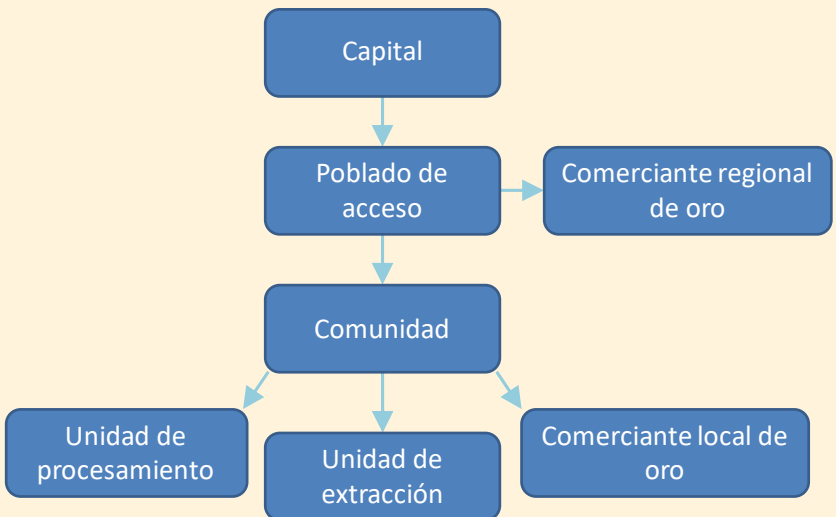 Capital
Poblado de
acceso
Comerciante regional
de oro
Comunidad
Unidad de
procesamiento
Unidad de
extracción
Comerciante local de
oro